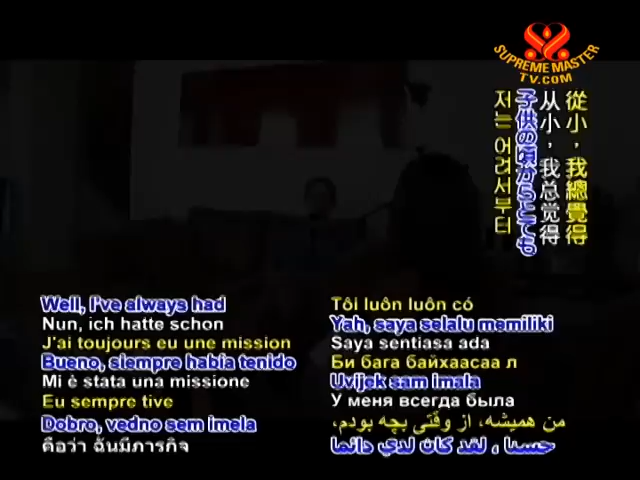 SUPREME MASTER
TV.COM
從小，我總覺得
从小，我总觉得
子供の頃からとても
저는 어려서부터
Well, I've always had
Nun, ich hatte schon
J'ai toujours eu une mission
Bueno, siempre había tenido
Mi è stata una missione
Eu sempre tive
Dobro, vedno sem imela
คือว่า ฉันมีภารกิจ
Tôi luôn luôn có
Yah, saya selalu memiliki
Saya sentiasa ada
Би бага байхаасаа л
Uvijek sam imala
У меня всегда была
من همیشه، از وقتی بچه بودم،
حسنا ، لقد كان لدي دائما